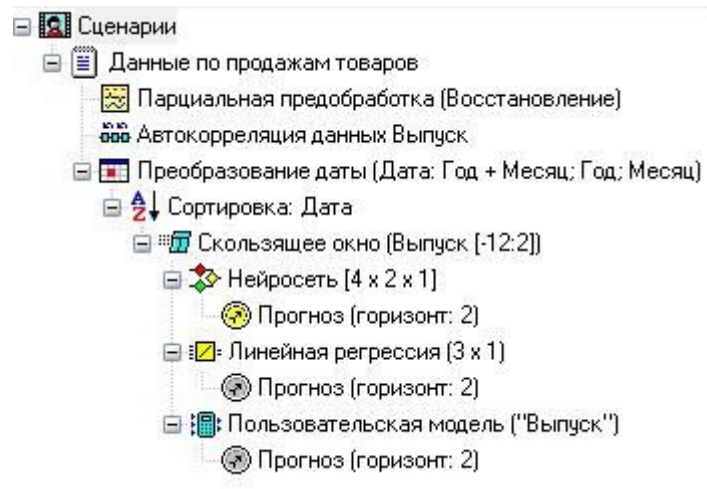 Сценарии
Данные по продажам товаров
Парциальная предобработка (Восстановление)
Автокорреляция данных Выпуск
Преобразование даты (Дата: Год + Месяц; Год; Месяц)
Сортировка: Дата
Скользящее окно (Выпуск [-12:2])
Нейросеть [4 x 2 x 1]
Прогноз (горизонт: 2)
Линейная регрессия (3 x 1)
Прогноз (горизонт: 2)
Пользовательская модель ("Выпуск")
Прогноз (горизонт: 2)